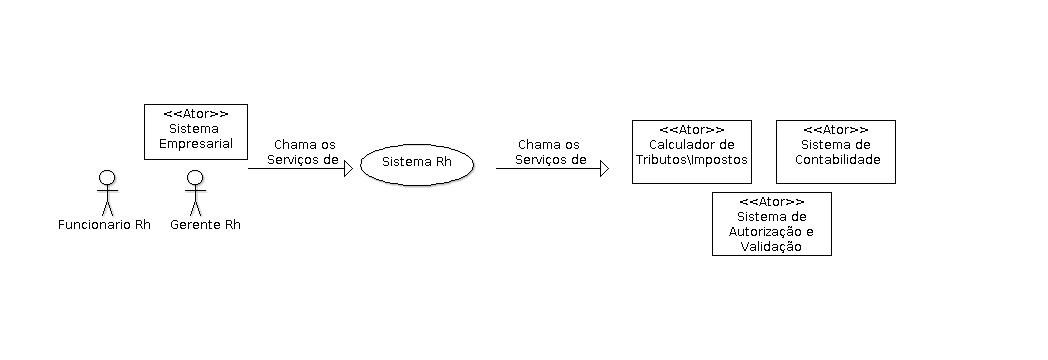 <<Ator>>
Sistema
Empresarial
Funcionario Rh
Gerente Rh
Chama os
Serviços de
Sistema Rh
Chama os
Serviços de
<<Ator>>
Calculador de
Tributos\Impostos
<<Ator>>
Sistema de
Contabilidade
<<Ator>>
Sistema de
Autorização e
Validação